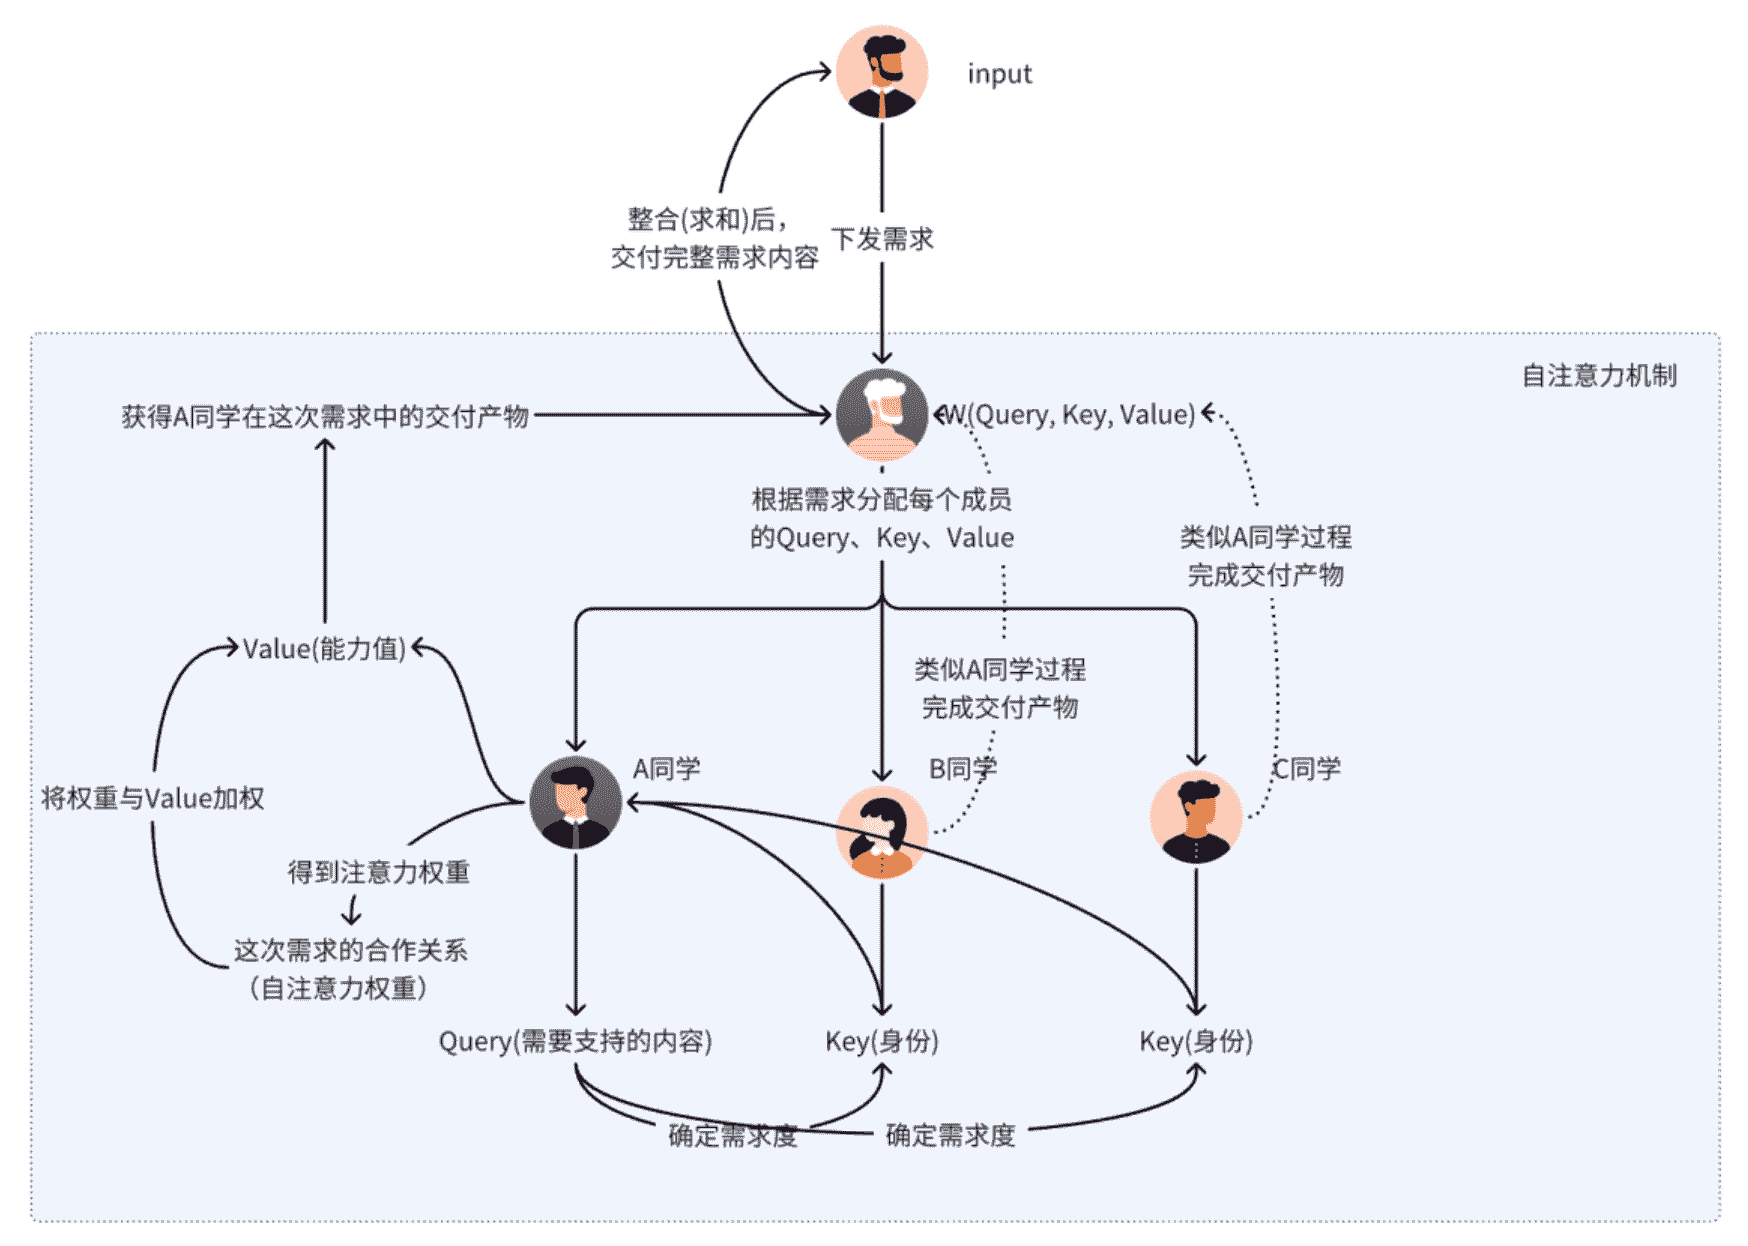 input
整合(求和)后，
交付完整需求内容
下发需求
自注意力机制
获得A同学在这次需求中的交付产物
W(Query, Key, Value)
根据需求分配每个成员
的Query、Key、Value
类似A同学过程
完成交付产物
Value(能力值)
类似A同学过程
完成交付产物
A同学
B同学
C同学
将权重与Value加权
得到注意力权重
这次需求的合作关系
（自注意力权重）
Query(需要支持的内容)
Key(身份)
Key(身份)
确定需求度
确定需求度